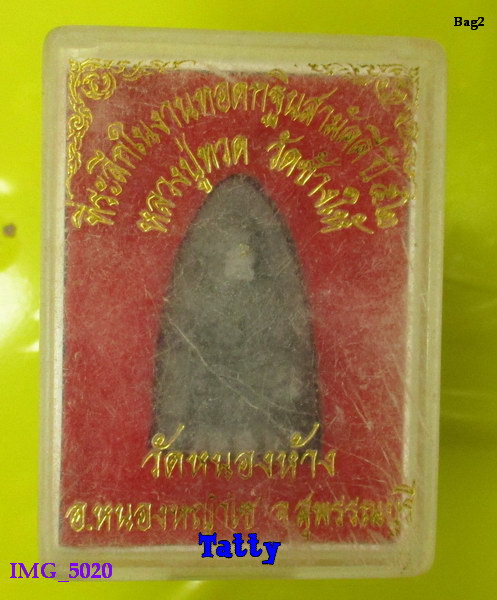 Bag2
ที่ระลึกในงานทอดกฐินสามัคคี ปี ๔๒
หลวงปู่ทวด วัดช้างให้
วัดหนองห้าง
อ.หนองหญ้าไซ จ.สุพรรณบุรี
Tatty
IMG_5020